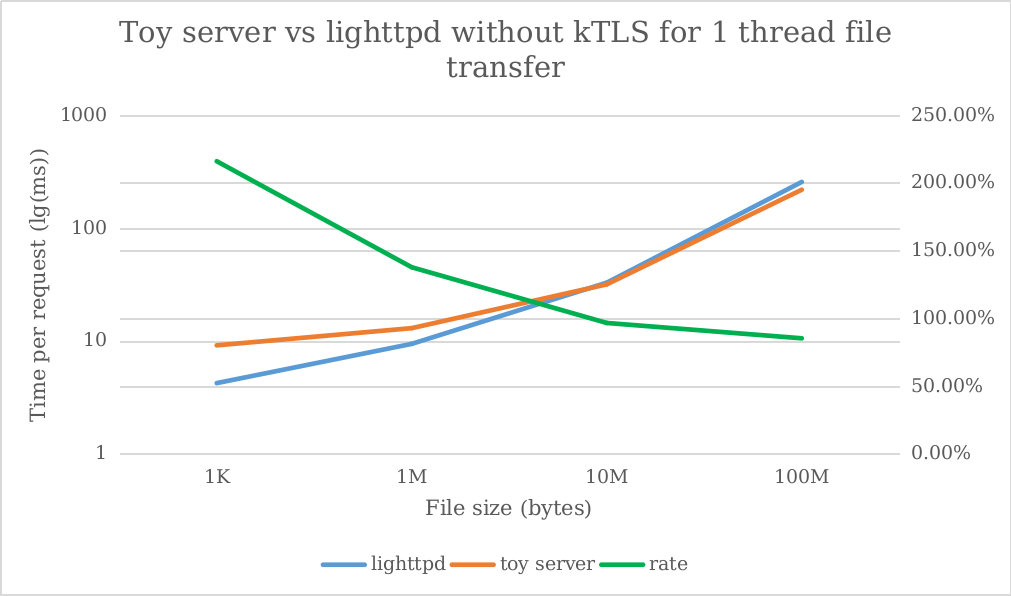 Toy server vs lighttpd without kTLS for 1 thread file
transfer
1000
100
10
1
Time per request (lg(ms))
250.00%
200.00%
150.00%
100.00%
50.00%
0.00%
1K 1M 10M 100M
File size (bytes)
lighttpd toy server rate